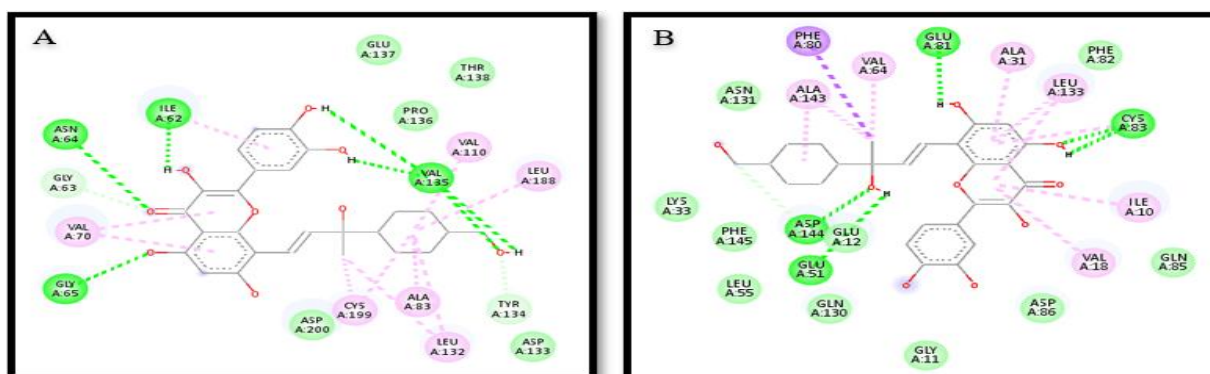 A
GLU
A:137
THR
A:138
ILE
A:62
PRO
A:136
ASN
A:64
VAL
A:110
GLY
A:63
VAL
A:135
LEU
A:188
VAL
A:70
GLY
A:65
ASP
A:200
CYS
A:199
ALA
A:83
TYR
A:134
LEU
A:132
ASP
A:133
H
H
H
H
O
O
O
O
O
O
O
O
B
PHE
A:80
GLU
A:81
VAL
A:64
ALA
A:31
PHE
A:82
LEU
A:133
ASN
A:131
ALA
A:143
CYS
A:83
H
H
H
O
O
O
O
O
O
O
O
LYS
A:33
ASP
A:144
GLU
A:12
ILE
A:10
PHE
A:145
GLU
A:51
VAL
A:18
GLN
A:85
LEU
A:55
GLN
A:130
ASP
A:86
GLY
A:11